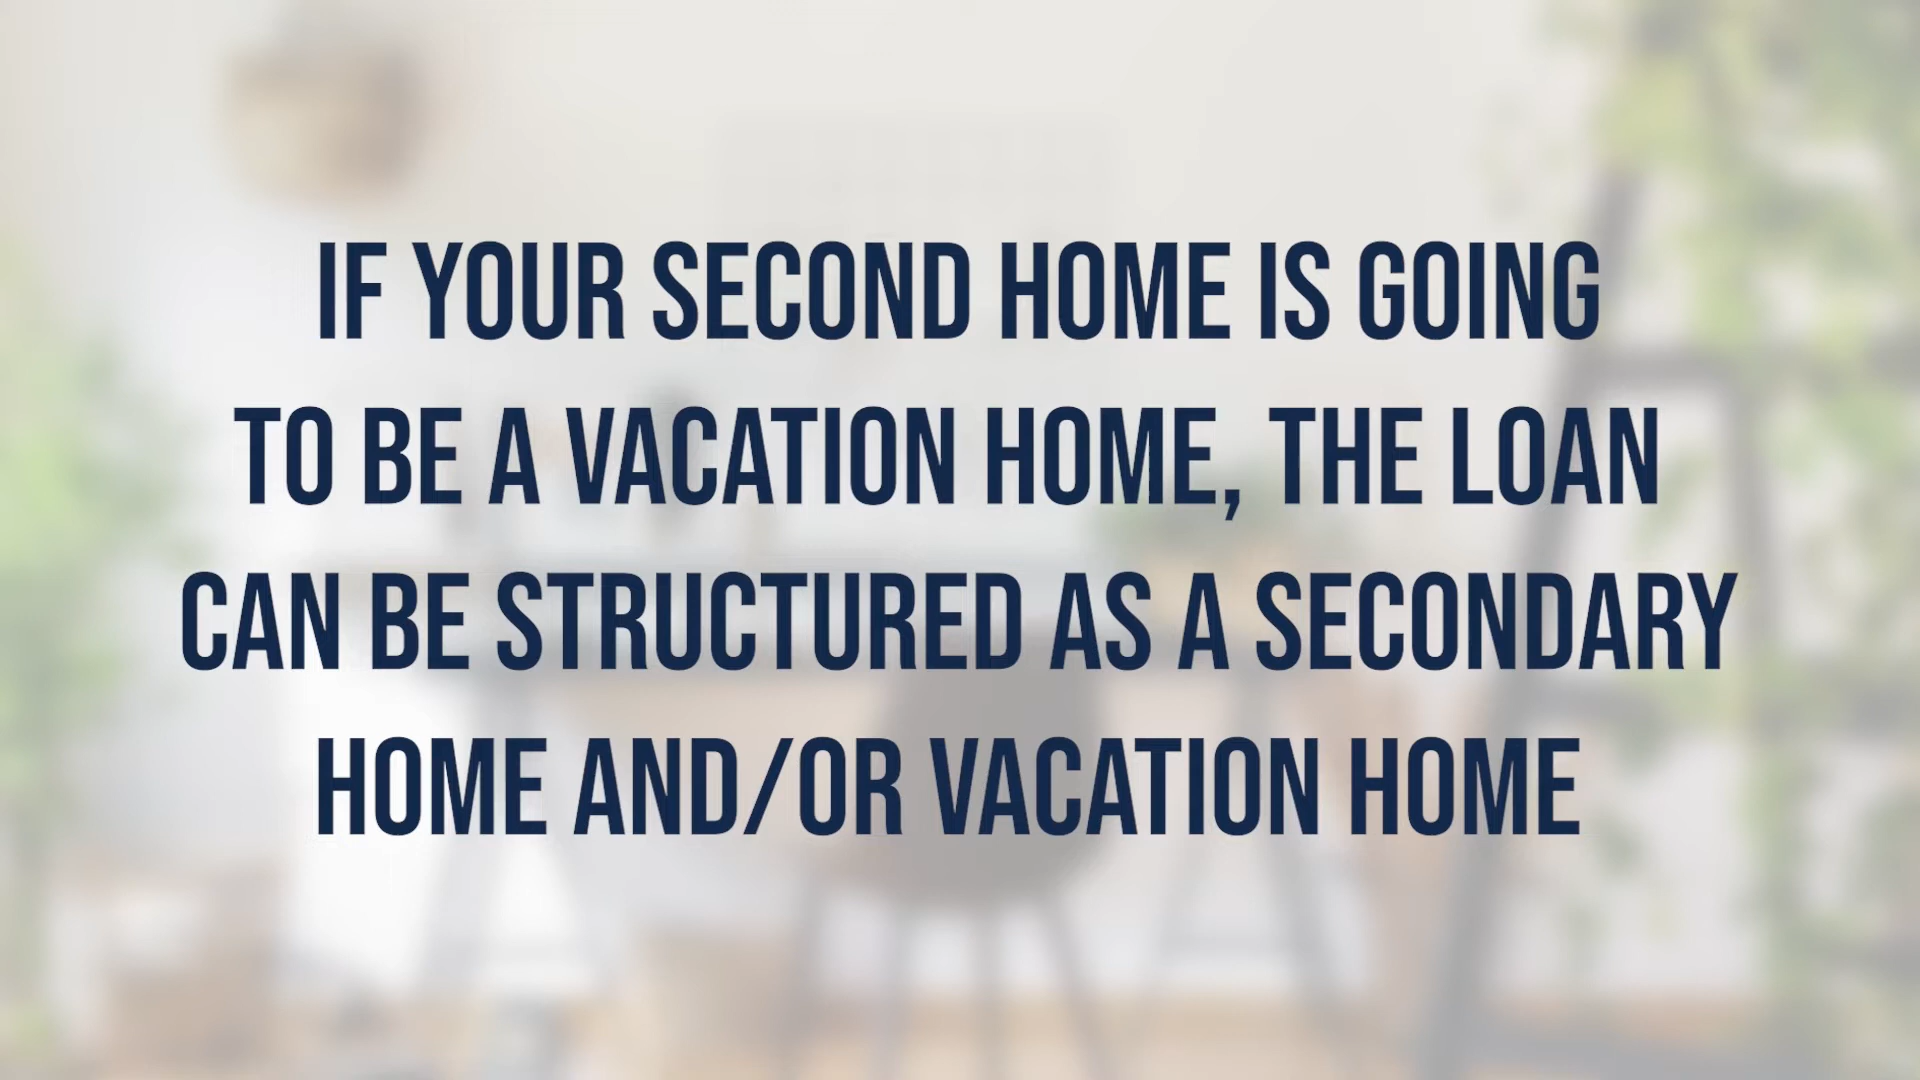 IF YOUR SECOND HOME IS GOING
TO BE A VACATION HOME, THE LOAN
CAN BE STRUCTURED AS A SECONDARY
HOME AND/OR VACATION HOME